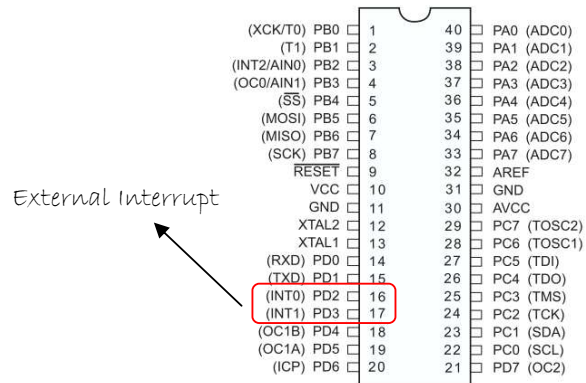 (XCK/T0) PB0 1 40 PA0 (ADC0)
(T1) PB1 2 39 PA1 (ADC1)
(INT2/AIN0) PB2 3 38 PA2 (ADC2)
(OC0/AIN1) PB3 4 37 PA3 (ADC3)
(SS) PB4 5 36 PA4 (ADC4)
(MOSI) PB5 6 35 PA5 (ADC5)
(MISO) PB6 7 34 PA6 (ADC6)
(SCK) PB7 8 33 PA7 (ADC7)
RESET 9 32 AREF
VCC 10 31 GND
GND 11 30 AVCC
XTAL2 12 29 PC7 (TOSC2)
XTAL1 13 28 PC6 (TOSC1)
(RXD) PD0 14 27 PC5 (TDI)
(TXD) PD1 15 26 PC4 (TDO)
(INT0) PD2 16 25 PC3 (TMS)
(INT1) PD3 17 24 PC2 (TCK)
(OC1B) PD4 18 23 PC1 (SDA)
(OC1A) PD5 19 22 PC0 (SCL)
(ICP) PD6 20 21 PD7 (OC2)
External Interrupt